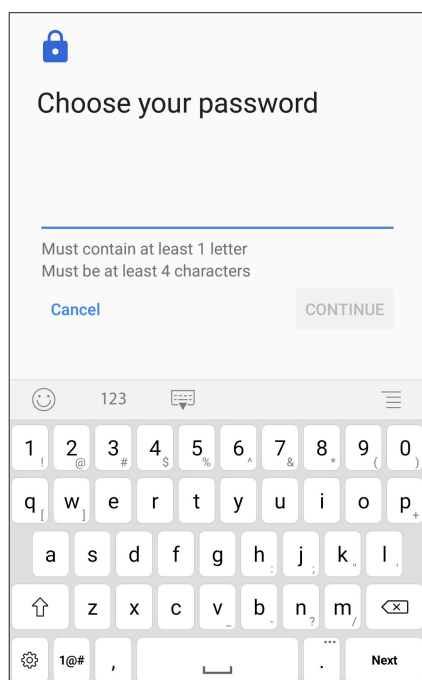 Choose your password
Must contain at least 1 letter
Must be at least 4 characters
Cancel CONTINUE
123
1 ! 2 @ 3 # 4 $ 5 % 6 ^ 7 & 8 * 9 ( 0 )
q [ w ] e r t y u i o p +
a s d f g h : j ; k " l '
z x c v _ b - n ? m /
1@# , . Next